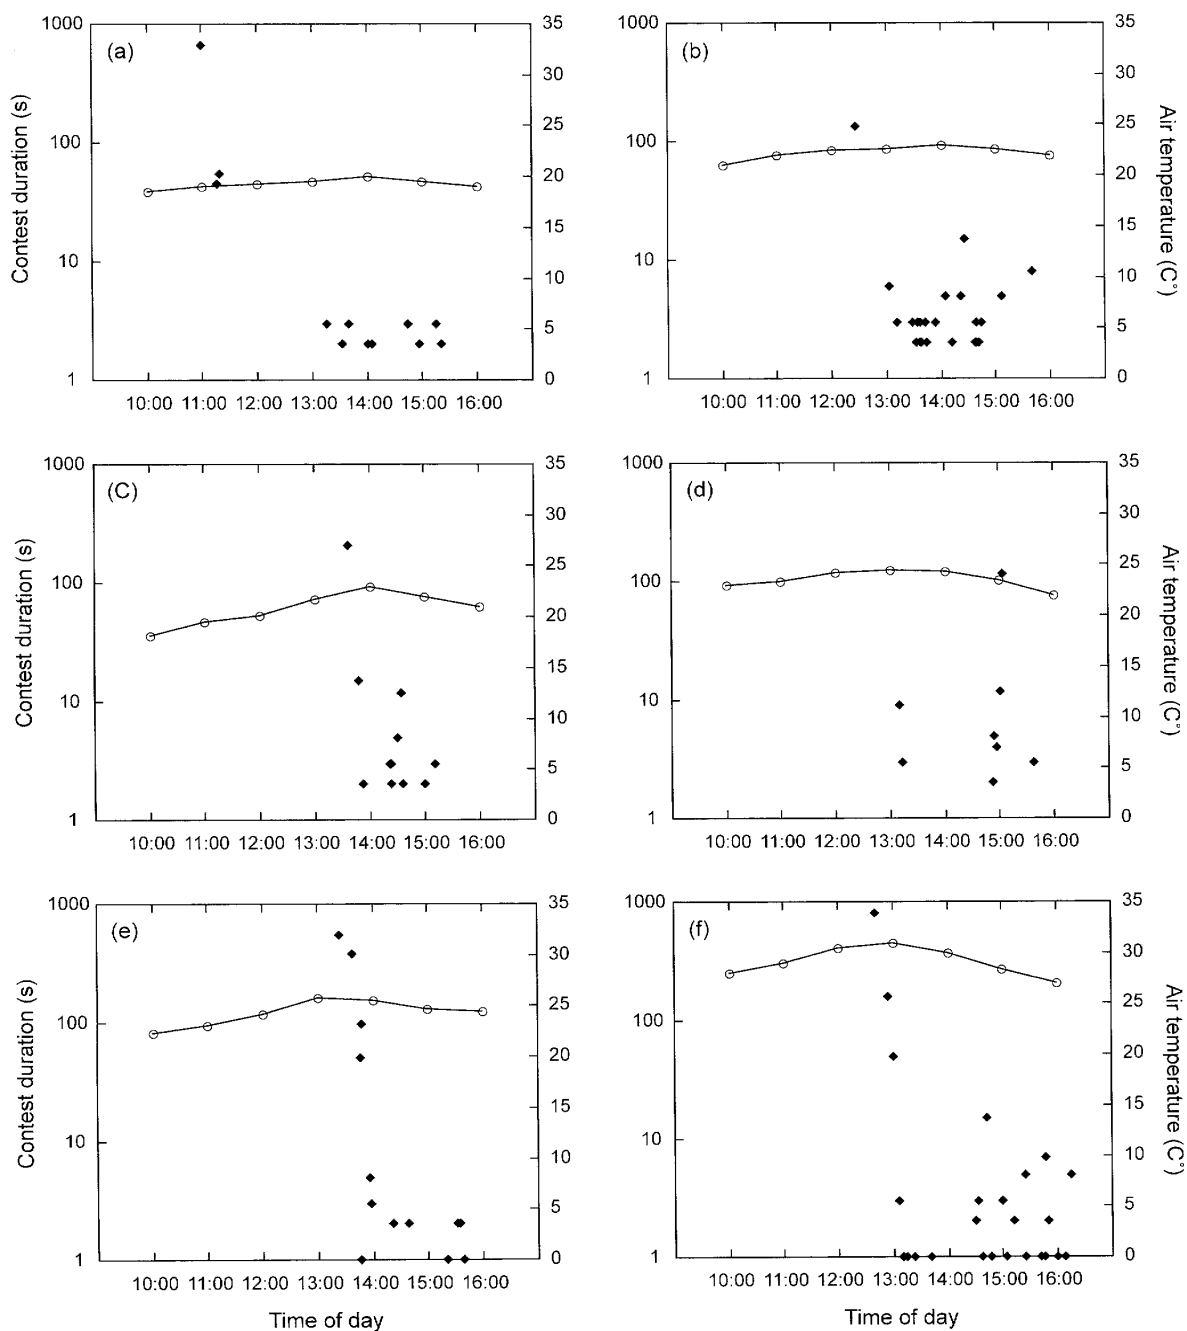 1000 (a) 35 1000 (b) 35
30 30
100 25 100 25
20 20
15 15
10 10 10 10
5 5
1 0 1 0
Contest duration (s)
Air temperature (C°)
10:00 11:00 12:00 13:00 14:00 15:00 16:00 10:00 11:00 12:00 13:00 14:00 15:00 16:00
1000 (C) 35 1000 (d) 35
30 30
100 25 100 25
20 20
15 15
10 10 10 10
5 5
1 0 1 0
Contest duration (s)
Air temperature (C°)
10:00 11:00 12:00 13:00 14:00 15:00 16:00 10:00 11:00 12:00 13:00 14:00 15:00 16:00
1000 (e) 35 1000 (f) 35
30 30
100 25 100 25
20 20
15 15
10 10 10 10
5 5
1 0 1 0
Contest duration (s)
Air temperature (C°)
10:00 11:00 12:00 13:00 14:00 15:00 16:00 10:00 11:00 12:00 13:00 14:00 15:00 16:00
Time of day Time of day